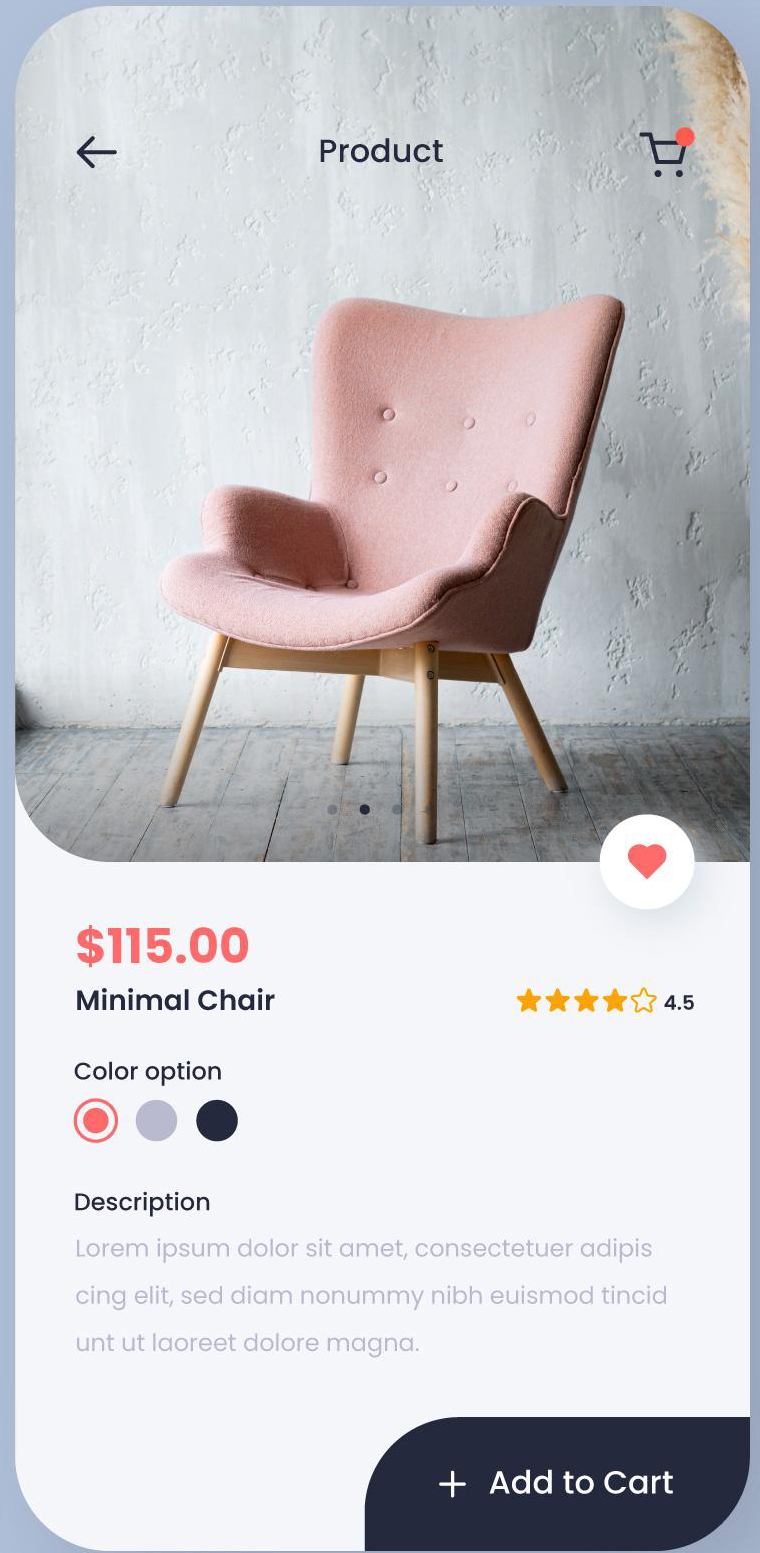 Product
$115.00
Minimal Chair
4.5
Color option
Description
Lorem ipsum dolor sit amet, consectetuer adipis
cing elit, sed diam nonummy nibh euismod tincid
unt ut laoreet dolore magna.
+ Add to Cart